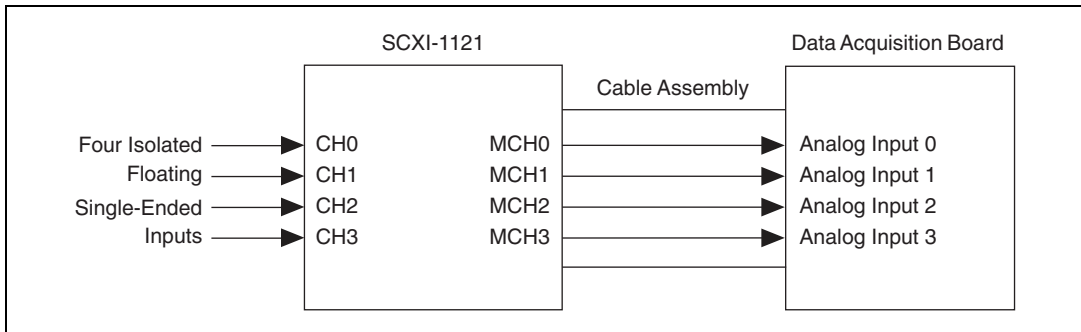 SCXI-1121
Data Acquisition Board
Cable Assembly
Four Isolated
Floating
Single-Ended
Inputs
CH0
CH1
CH2
CH3
MCH0
MCH1
MCH2
MCH3
Analog Input 0
Analog Input 1
Analog Input 2
Analog Input 3